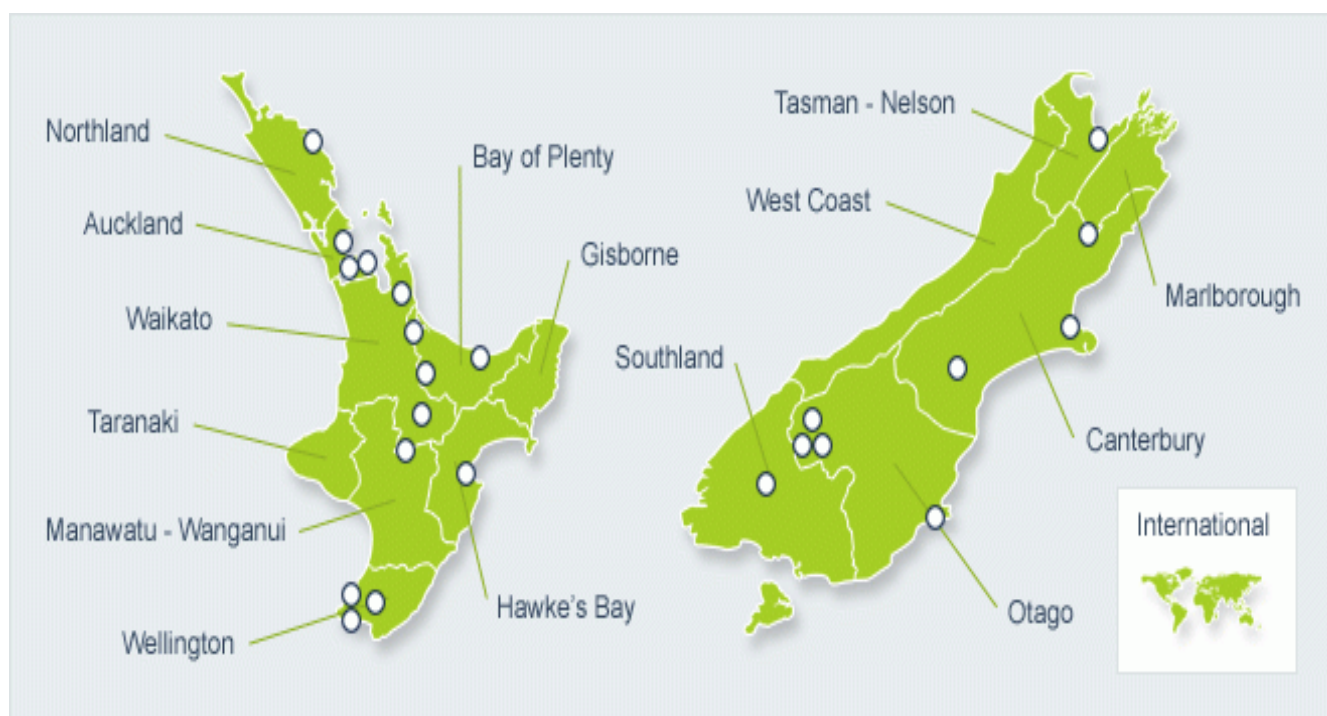 Northland
Auckland
Waikato
Taranaki
Manawatu - Wanganui
Wellington
Bay of Plenty
Gisborne
Hawke's Bay
Tasman - Nelson
West Coast
Southland
Marlborough
Canterbury
Otago
International